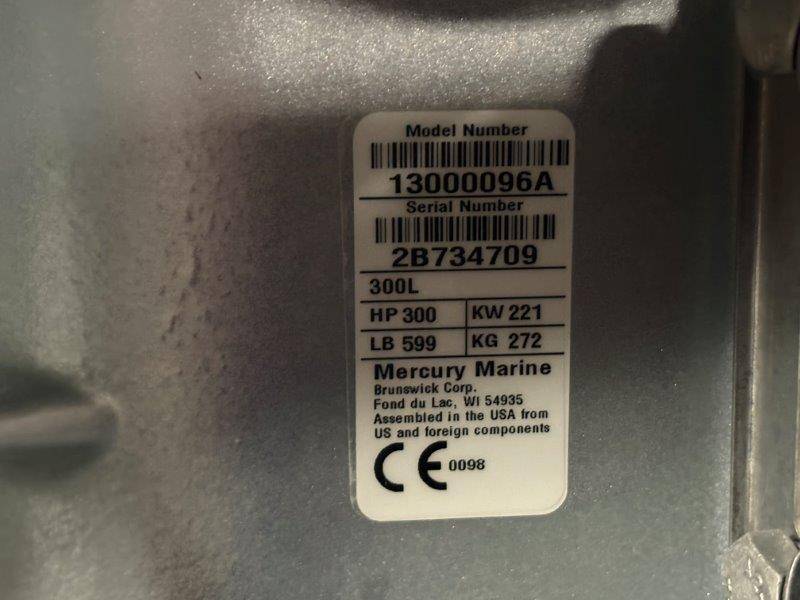 Model Number
13000096A
Serial Number
2B734709
300L
HP 300 KW 221
LB 599 KG 272
Mercury Marine
Brunswick Corp.
Fond du Lac, WI 54935
Assembled in the USA from
US and foreign components
CE 0098